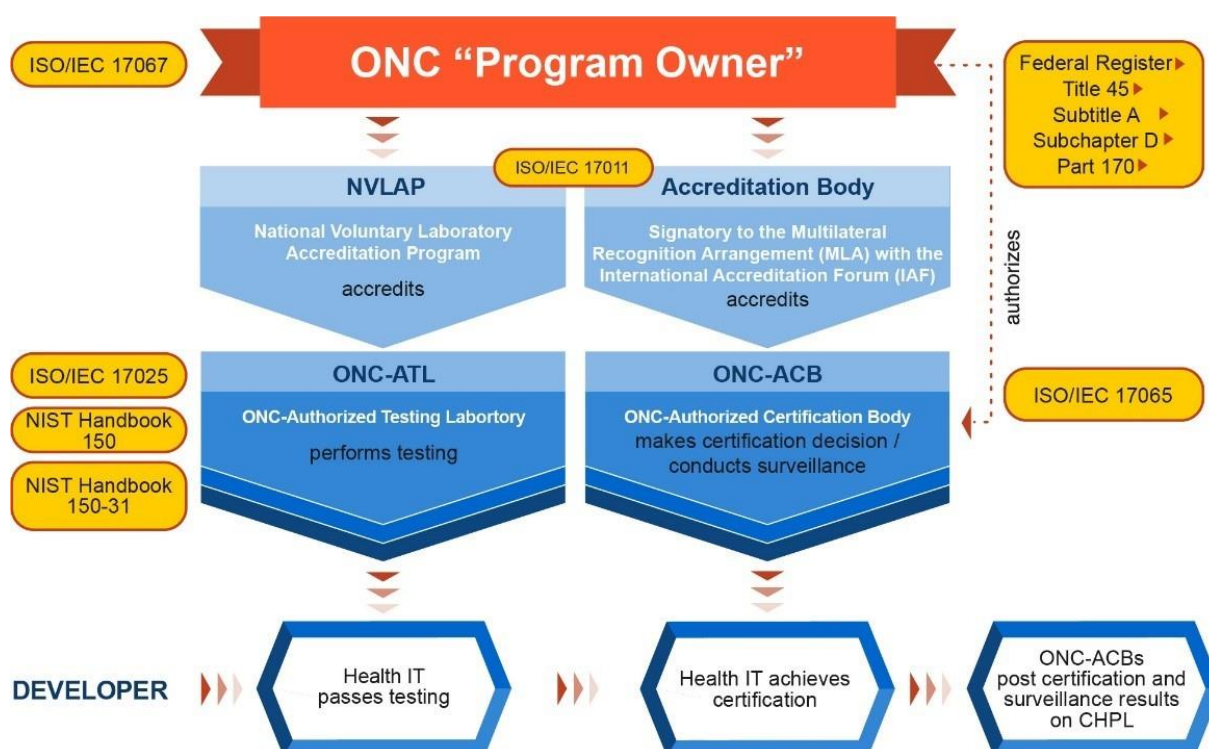 ISO/IEC 17067
ONC “Program Owner”
Federal Register
Title 45
Subtitle A
Subchapter D
Part 170
ISO/IEC 17011
NVLAP
National Voluntary Laboratory
Accreditation Program
accredits
Accreditation Body
Signatory to the Multilateral
Recognition Arrangement (MLA) with the
International Accreditation Forum (IAF)
accredits
authorizes
ISO/IEC 17025
NIST Handbook
150
NIST Handbook
150-31
ONC-ATL
ONC-Authorized Testing Labortory
performs testing
ONC-ACB
ONC-Authorized Certification Body
makes certification decision /
conducts surveillance
ISO/IEC 17065
DEVELOPER
Health IT
passes testing
Health IT achieves
certification
ONC-ACBs
post certification and
surveillance results
on CHPL